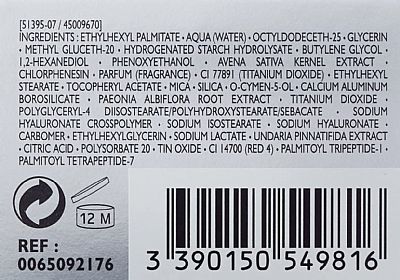 [51395-07 / 45009670]
INGREDIENTS : ETHYLHEXYL PALMITATE • AQUA (WATER) • OCTYLDODECETH-25 • GLYCERIN
• METHYL GLUCETH-20 • HYDROGENATED STARCH HYDROLYSATE • BUTYLENE GLYCOL •
1,2-HEXANEDIOL • PHENOXYETHANOL • AVENA SATIVA KERNEL EXTRACT •
CHLORPHENESIN • PARFUM (FRAGRANCE) • CI 77891 (TITANIUM DIOXIDE) • ETHYLHEXYL
STEARATE • TOCOPHERYL ACETATE • MICA • SILICA • O-CYMEN-5-OL • CALCIUM ALUMINUM
BOROSILICATE • PAEONIA ALBIFLORA ROOT EXTRACT • TITANIUM DIOXIDE •
POLYGLYCERYL-4 DIISOSTEARATE/POLYHYDROXYSTEARATE/SEBACATE • SODIUM
HYALURONATE CROSSPOLYMER • SODIUM ISOSTEARATE • SODIUM HYALURONATE •
CARBOMER • ETHYLHEXYLGLYCERIN • SODIUM LACTATE • UNDARIA PINNATIFIDA EXTRACT
• CITRIC ACID • POLYSORBATE 20 • TIN OXIDE • CI 14700 (RED 4) • PALMITOYL TRIPEPTIDE-1 •
PALMITOYL TETRAPEPTIDE-7
12 M
REF :
0065092176
3 390150 549816